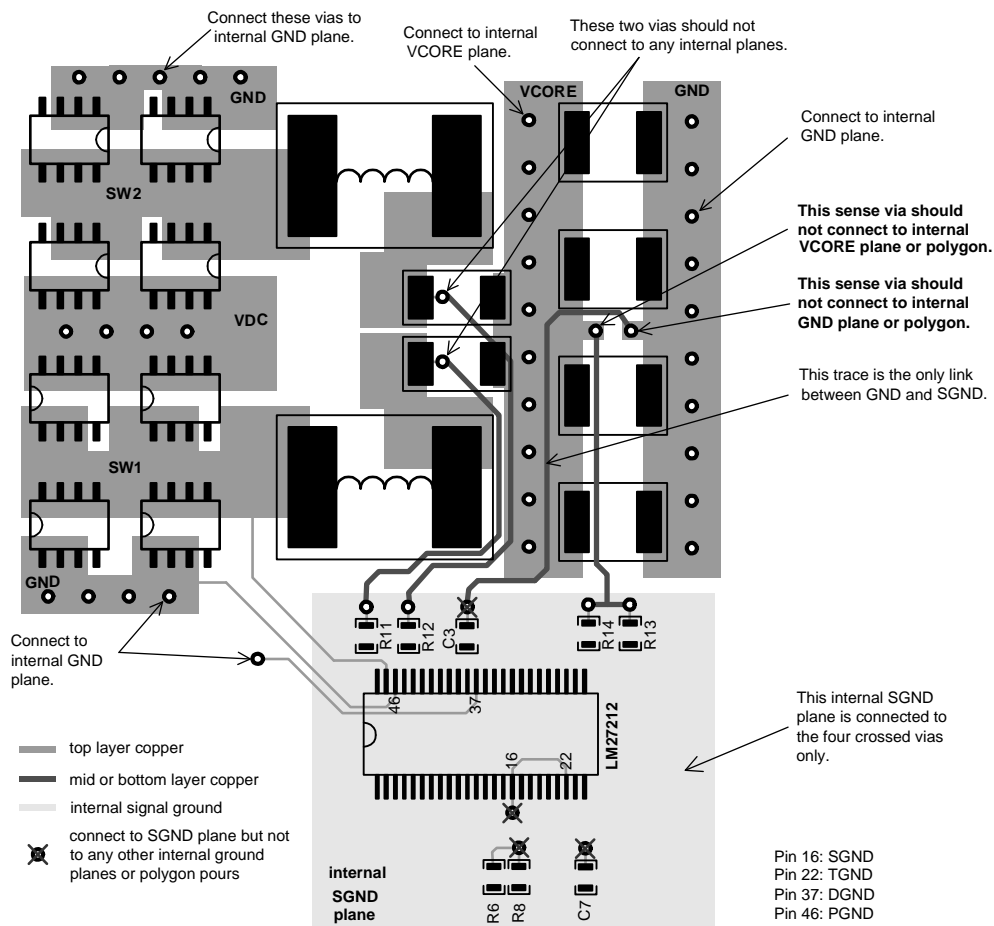 Connect these vias to
internal GND plane.
Connect to internal
VCORE plane.
These two vias should not
connect to any internal planes.
GND
VCORE
GND
Connect to internal
GND plane.
SW2
This sense via should
not connect to internal
VCORE plane or polygon.
This sense via should
not connect to internal
GND plane or polygon.
VDC
This trace is the only link
between GND and SGND.
SW1
GND
R11
R12
C3
R14
R13
Connect to
internal GND
plane.
46
37
16
22
LM27212
This internal SGND
plane is connected to
the four crossed vias
only.
top layer copper
mid or bottom layer copper
internal signal ground
connect to SGND plane but not
to any other internal ground
planes or polygon pours
internal
SGND
plane
R6
R8
C7
Pin 16: SGND
Pin 22: TGND
Pin 37: DGND
Pin 46: PGND